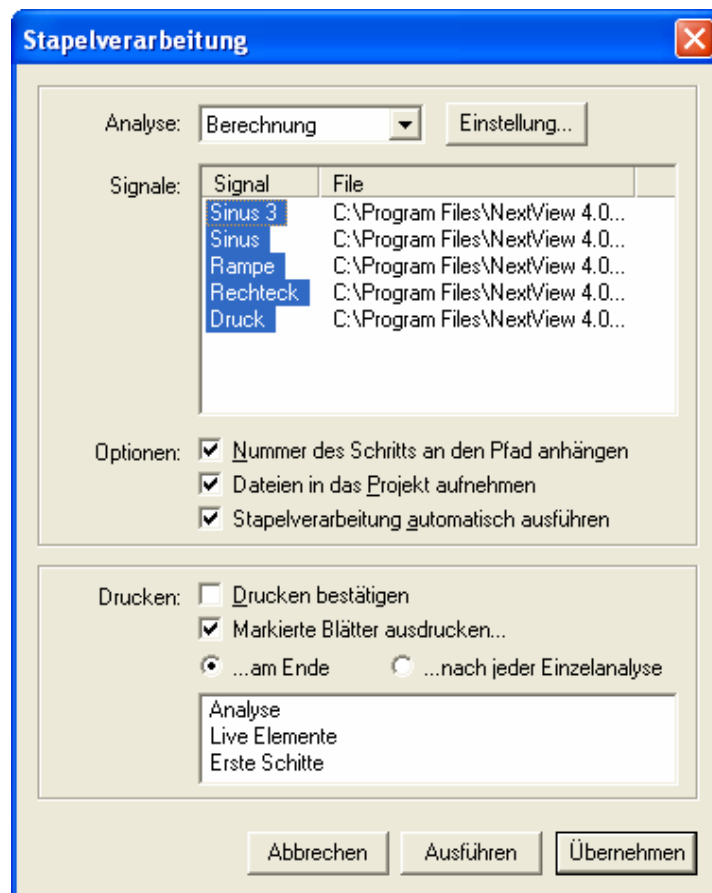 Stapelverarbeitung
Analyse: Berechnung Einstellung...
Signale: Signal File
Sinus 3 C:\Program Files\NextView 4.0...
Sinus C:\Program Files\NextView 4.0...
Rampe C:\Program Files\NextView 4.0...
Rechteck C:\Program Files\NextView 4.0...
Druck C:\Program Files\NextView 4.0...
Optionen: Nummer des Schritts an den Pfad anhängen
Dateien in das Projekt aufnehmen
Stapelverarbeitung automatisch ausführen
Drucken: Drucken bestätigen
Markierte Blätter ausdrucken...
...am Ende ...nach jeder Einzelanalyse
Analyse
Live Elemente
Erste Schitte
Abbrechen Ausführen Übernehmen